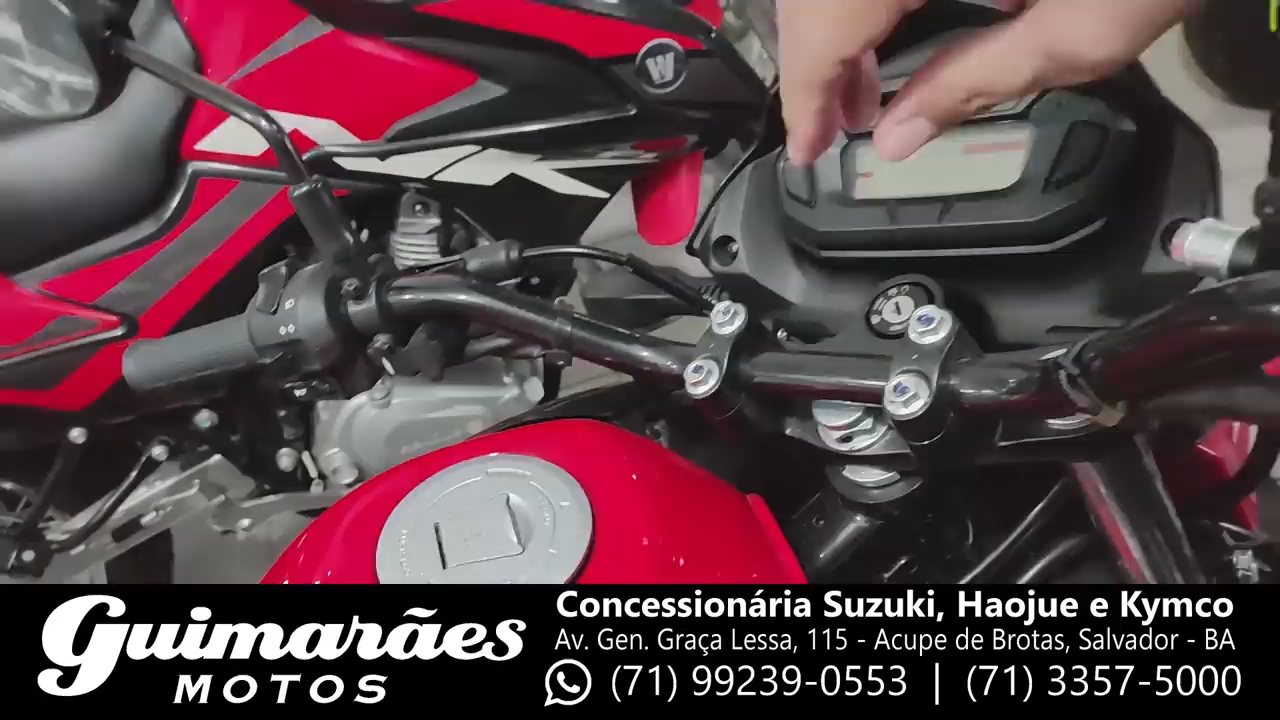 W
Guimarães
MOTOS
Concessionária Suzuki, Haojue e Kymco
Av. Gen. Graça Lessa, 115 - Acupe de Brotas, Salvador - BA
(71) 99239-0553 | (71) 3357-5000